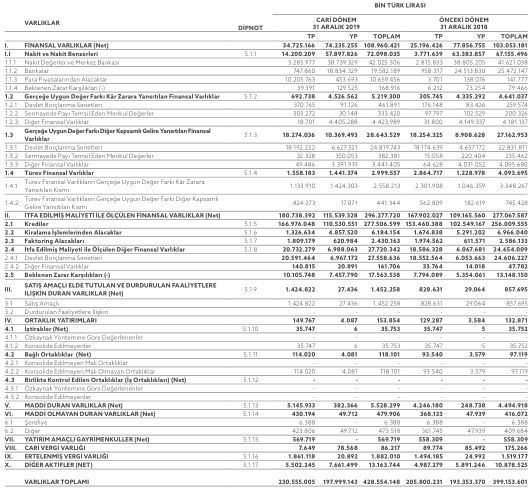 BİN TÜRK LİRASI
VARLIKLAR DİPNOT CARİ DÖNEM 31 ARALIK 2019 ÖNCEKİ DÖNEM 31 ARALIK 2018
TP YP TOPLAM TP YP TOPLAM
I. FİNANSAL VARLIKLAR (Net) 34.725.166 74.235.255 108.960.421 25.196.426 77.856.755 103.053.181
I.I Nakit ve Nakit Benzerleri 5.1.1 14.200.209 57.897.826 72.098.035 3.771.639 63.383.857 67.155.496
1.1.1 Nakit Değerler ve Merkez Bankası 3.285.977 38.739.329 42.025.306 2.815.833 38.805.205 41.621.038
1.1.2 Bankalar 747.860 18.834.329 19.582.189 958.317 24.513.830 25.472.147
1.1.3 Para Piyasalarından Alacaklar 10.205.763 453.693 10.659.456 3.701 138.076 141.777
1.1.4 Beklenen Zarar Karşılıkları (-) 39.391 129.525 168.916 6.212 73.254 79.466
1.2 Gerçeğe Uygun Değer Farkı Kâr Zarara Yansıtılan Finansal Varlıklar 5.1.2 692.738 4.526.562 5.219.300 305.745 4.335.292 4.641.037
1.2.1 Devlet Borçlanma Senetleri 370.765 91.126 461.891 176.148 83.426 259.574
1.2.2 Sermayede Payı Temsil Eden Menkul Değerler 303.272 30.148 333.420 97.797 102.529 200.326
1.2.3 Diğer Finansal Varlıklar 18.701 4.405.288 4.423.989 31.800 4.149.337 4.181.137
1.3 Gerçeğe Uygun Değer Farkı Diğer Kapsamlı Gelire Yansıtılan Finansal Varlıklar 5.1.3 18.274.036 10.369.493 28.643.529 18.254.325 8.908.628 27.162.953
1.3.1 Devlet Borçlanma Senetleri 18.192.222 6.627.521 24.819.743 18.174.639 4.657.172 22.831.811
1.3.2 Sermayede Payı Temsil Eden Menkul Değerler 32.328 350.053 382.381 15.058 220.404 235.462
1.3.3 Diğer Finansal Varlıklar 49.486 3.391.919 3.441.405 64.628 4.031.052 4.095.680
1.4 Türev Finansal Varlıklar 5.1.4 1.558.183 1.441.374 2.999.557 2.864.717 1.228.978 4.093.695
1.4.1 Türev Finansal Varlıkların Gerçeğe Uygun Değer Farkı Kâr Zarara Yansıtılan Kısmı 1.133.910 1.424.303 2.558.213 2.301.908 1.046.359 3.348.267
1.4.2 Türev Finansal Varlıkların Gerçeğe Uygun Değer Farkı Diğer Kapsamlı Gelire Yansıtılan Kısmı 424.273 17.071 441.344 562.809 182.619 745.428
II. İTFA EDİLMİŞ MALİYETİ İLE ÖLÇÜLEN FİNANSAL VARLIKLAR (Net) 180.738.392 115.539.328 296.277.720 167.902.027 109.165.560 277.067.587
2.1 Krediler 5.1.5 166.976.048 110.530.551 277.506.599 153.460.388 102.549.167 256.009.555
2.2 Kiralama İşlemlerinden Alacaklar 5.1.6 1.326.634 4.857.520 6.184.154 1.674.838 5.291.202 6.966.040
2.3 Faktoring Alacakları 5.1.7 1.809.179 620.984 2.430.163 1.974.562 611.571 2.586.133
2.4 İtfa Edilmiş Maliyeti ile Ölçülen Diğer Finansal Varlıklar 5.1.8 20.732.279 6.988.063 27.720.342 18.586.328 6.067.681 24.654.009
2.4.1 Devlet Borçlanma Senetleri 20.591.464 6.967.172 27.558.636 18.552.564 6.053.663 24.606.227
2.4.2 Diğer Finansal Varlıklar 140.815 20.891 161.706 33.764 14.018 47.782
2.5 Beklenen Zarar Karşılıkları (-) 10.105.748 7.457.790 17.563.538 7.794.089 5.354.061 13.148.150
III. SATIŞ AMAÇLI ELDE TUTULAN VE DURDURULAN FAALİYETLERE İLİŞKİN DURAN VARLIKLAR (Net) 5.1.9 1.424.822 27.436 1.452.258 828.631 29.064 857.695
3.1 Satış Amaçlı 1.424.822 27.436 1.452.258 828.631 29.064 857.695
3.2 Durdurulan Faaliyetlere İlişkin - - - - - -
IV. ORTAKLIK YATIRIMLARI 149.767 4.087 153.854 129.287 3.584 132.871
4.1 İştirakler (Net) 5.1.10 35.747 6 35.753 35.747 5 35.752
4.1.1 Özkaynak Yöntemine Göre Değerlenenler - - - - - -
4.1.2 Konsolide Edilmeyenler 35.747 6 35.753 35.747 5 35.752
4.2 Bağlı Ortaklıklar (Net) 5.1.11 114.020 4.081 118.101 93.540 3.579 97.119
4.2.1 Konsolide Edilmeyen Mali Ortaklıklar - - - - - -
4.2.2 Konsolide Edilmeyen Mali Olmayan Ortaklıklar 114.020 4.081 118.101 93.540 3.579 97.119
4.3 Birlikte Kontrol Edilen Ortaklıklar (İş Ortaklıkları) (Net) 5.1.12 - - - - - -
4.3.1 Özkaynak Yöntemine Göre Değerlenenler - - - - - -
4.3.2 Konsolide Edilmeyenler - - - - - -
V. MADDİ DURAN VARLIKLAR (Net) 5.1.13 5.145.933 382.366 5.528.299 4.246.180 248.738 4.494.918
VI. MADDİ OLMAYAN DURAN VARLIKLAR (Net) 5.1.14 430.194 49.712 479.906 368.133 47.939 416.072
6.1 Şerefiye 6.388 - 6.388 6.388 - 6.388
6.2 Diğer 423.806 49.712 473.518 361.745 47.939 409.684
VII. YATIRIM AMAÇLI GAYRİMENKULLER (Net) 5.1.15 569.719 - 569.719 558.309 - 558.309
VIII. CARİ VERGİ VARLIĞI 7.649 78.568 86.217 89.774 85.492 175.266
IX. ERTELENMİŞ VERGİ VARLIĞI 5.1.16 1.861.118 20.892 1.882.010 1.494.185 24.992 1.519.177
X. DİĞER AKTİFLER (NET) 5.1.17 5.502.245 7.661.499 13.163.744 4.987.279 5.891.246 10.878.525
VARLIKLAR TOPLAMI 230.555.005 197.999.143 428.554.148 205.800.231 193.353.370 399.153.601